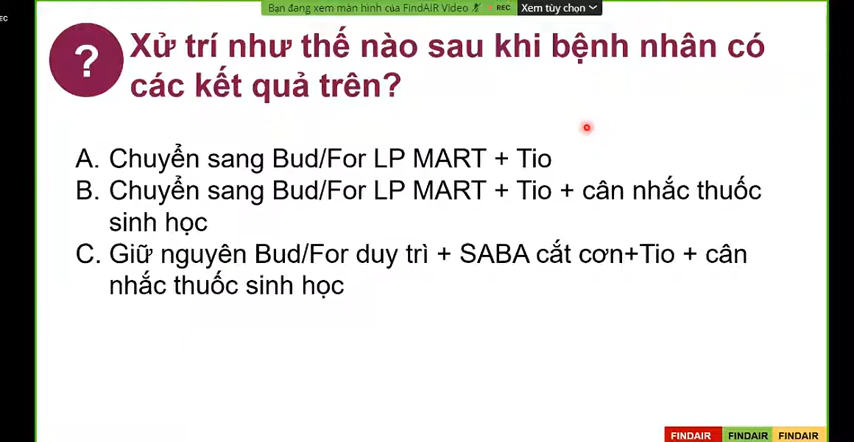 EC
Bạn đang xem màn hình của FindAIR Video REC Xem tùy chọn
? Xử trí như thế nào sau khi bệnh nhân có
các kết quả trên?
A. Chuyển sang Bud/For LP MART + Tio
B. Chuyển sang Bud/For LP MART + Tio + cân nhắc thuốc
sinh học
C. Giữ nguyên Bud/For duy trì + SABA cắt cơn+Tio + cân
nhắc thuốc sinh học
FINDAIR FINDAIR FINDAIR